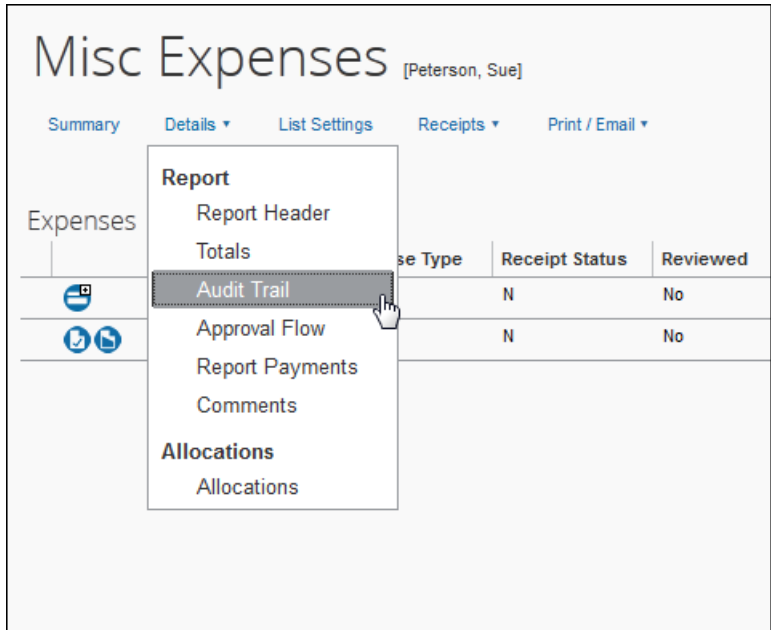 Misc Expenses [Peterson, Sue]
Summary Details ▾ List Settings Receipts ▾ Print / Email ▾
Report
Report Header
Expenses
Totals
se Type Receipt Status Reviewed
Audit Trail
N No
Approval Flow
N No
Report Payments
Comments
Allocations
Allocations